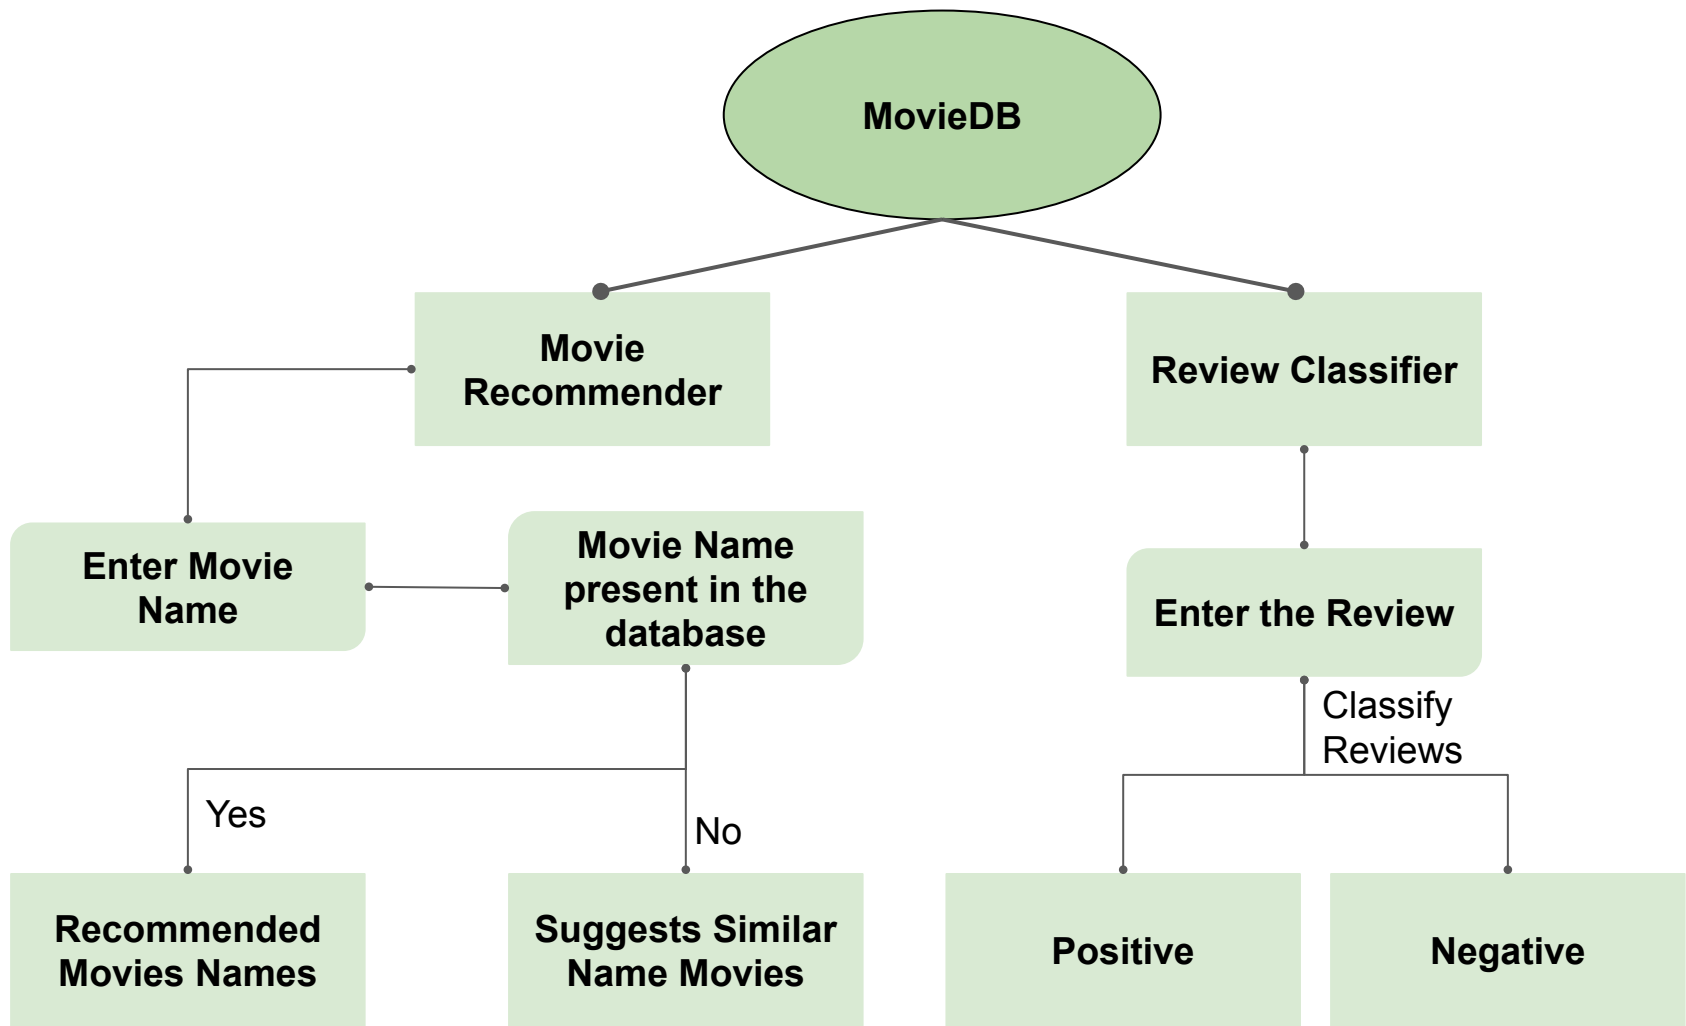 MovieDB
Movie
Recommender
Review Classifier
Enter Movie
Name
Movie Name
present in the
database
Enter the Review
Classify
Reviews
Yes
No
Recommended
Movies Names
Suggests Similar
Name Movies
Positive
Negative